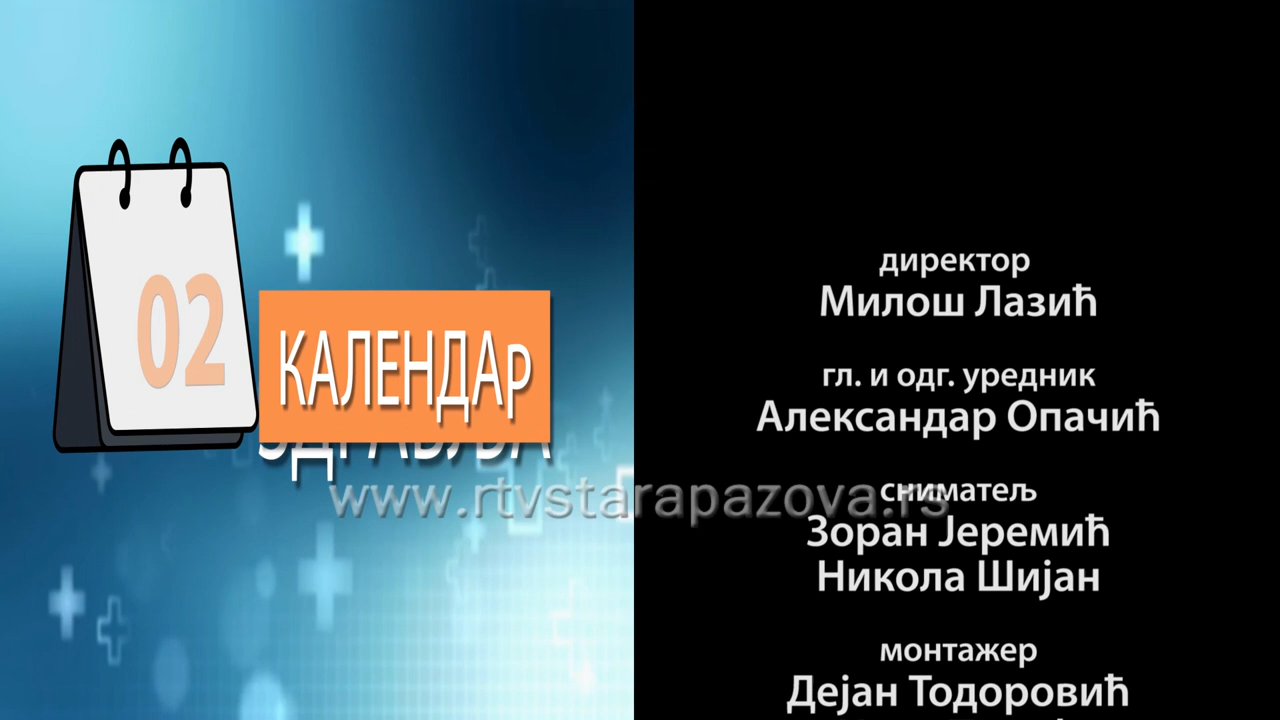 02
КАЛЕНДАр
ЗДРАВЉА
www.rtvstarapazova.rs
директор
Милош Лазић
гл. и одг. уредник
Александар Опачић
сниматељ
Зоран Јеремић
Никола Шијан
монтажер
Дејан Тодоровић